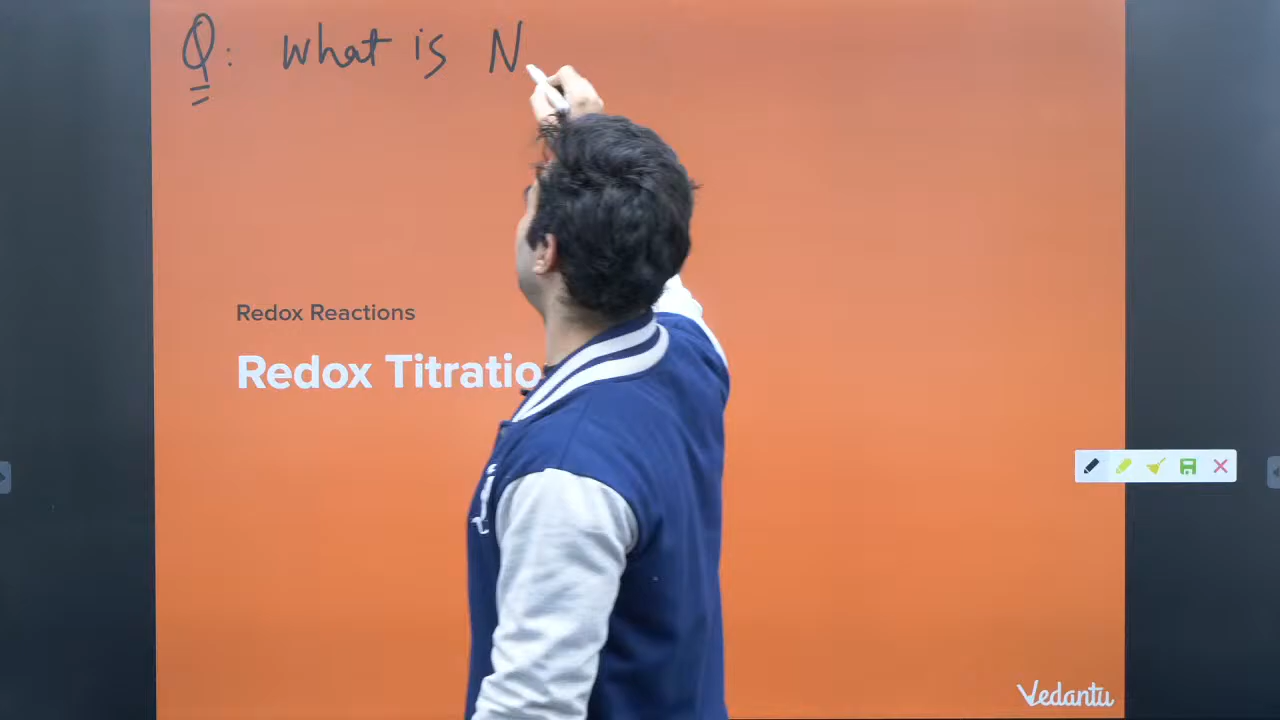 Q: What is N
Redox Reactions
Redox Titratio
Vedantu